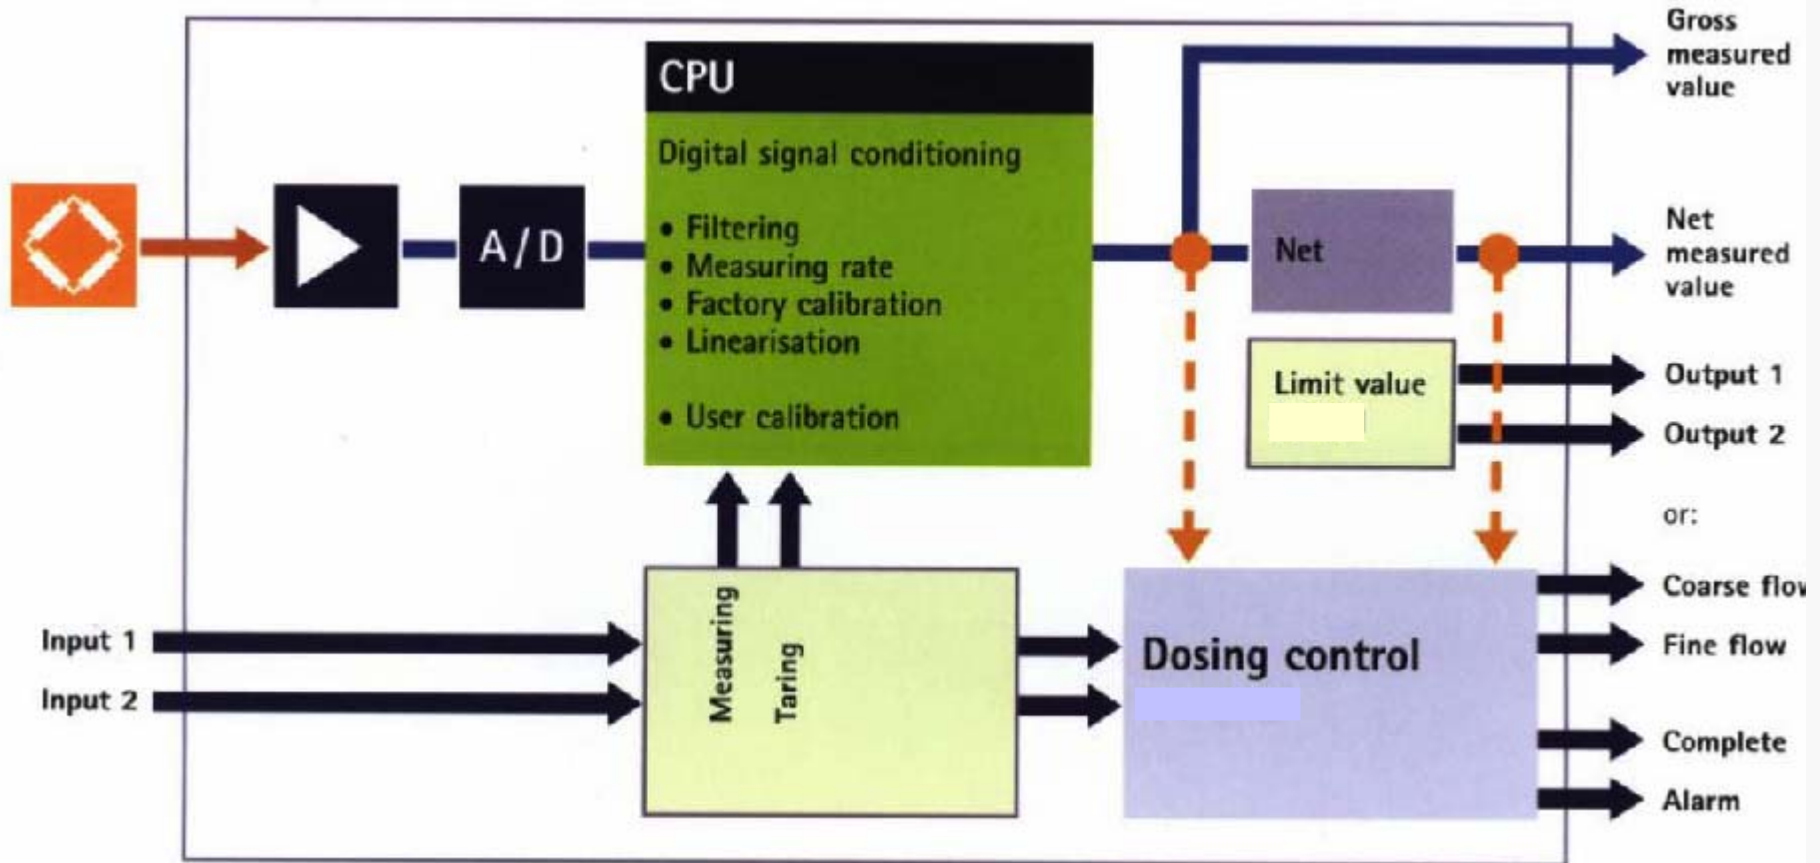 Gross
measured
value
CPU
Digital signal conditioning
• Filtering
• Measuring rate
• Factory calibration
• Linearisation
• User calibration
A/D
Net
Net
measured
value
Limit value
Output 1
Output 2
or:
Coarse flow
Fine flow
Complete
Alarm
Input 1
Input 2
Measuring
Taring
Dosing control